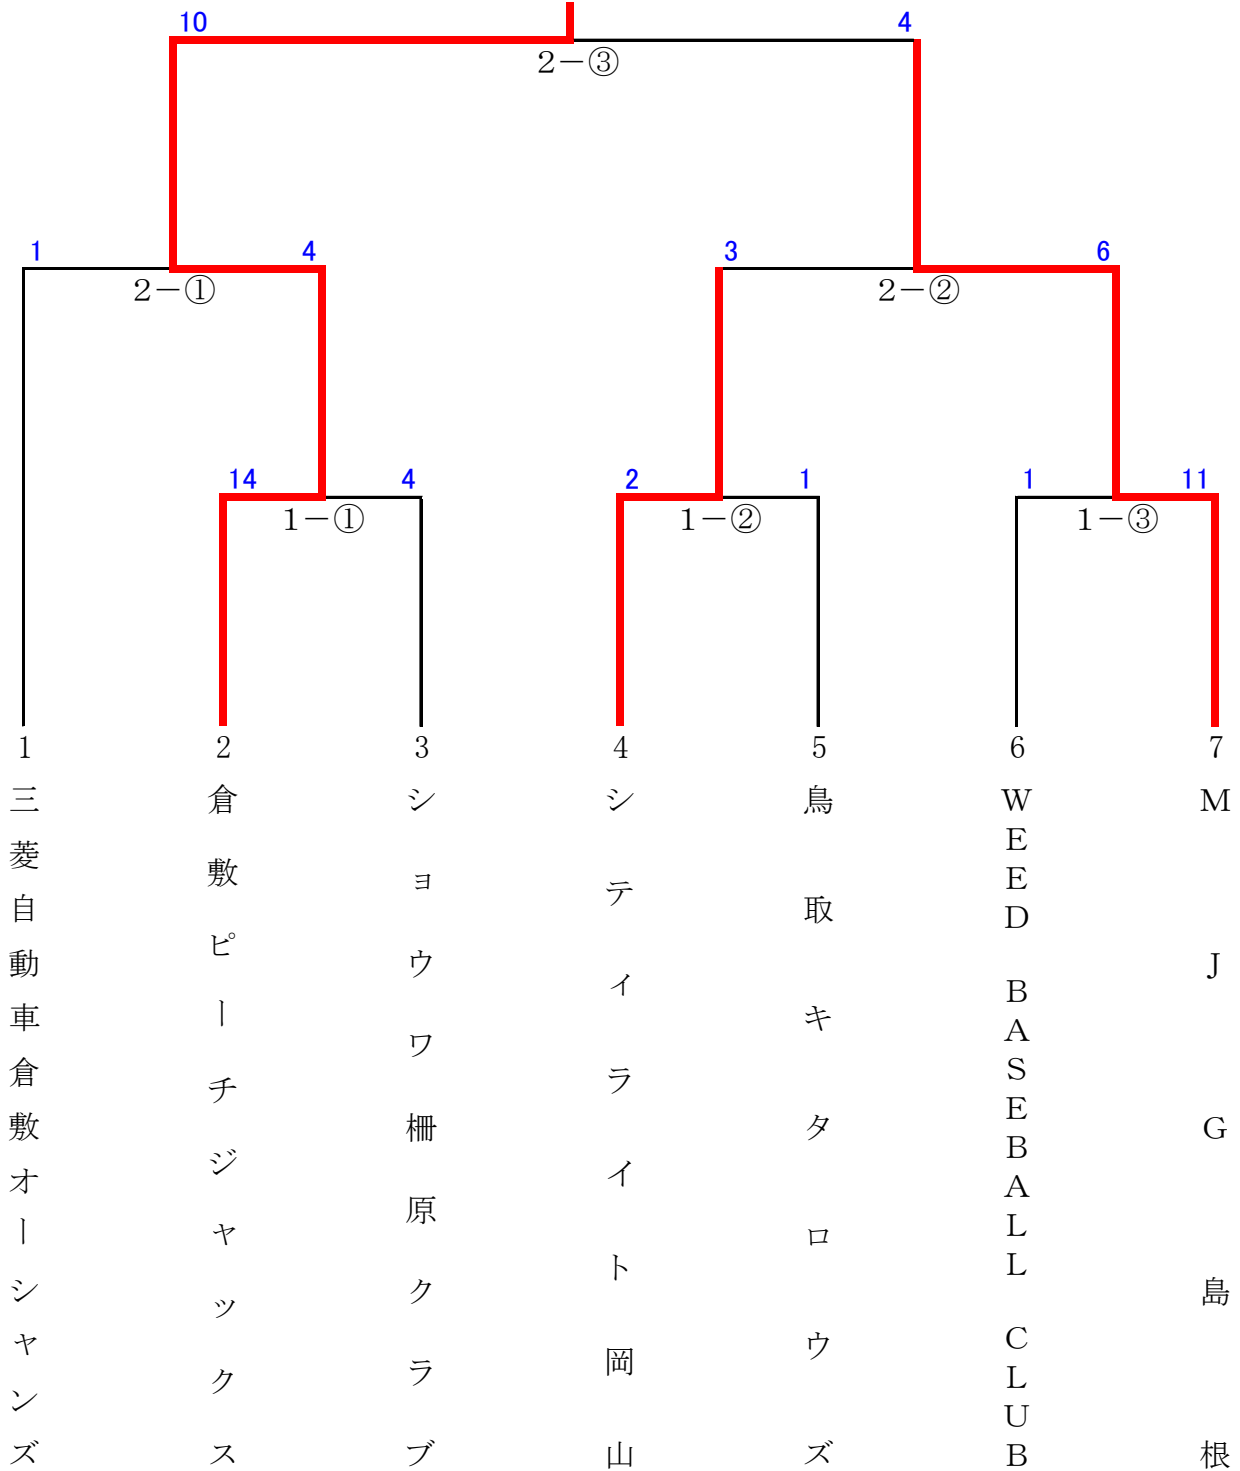 10 4
2－③
1 4 3 6
2－① 2－②
14 4 2 1 1 11
1－① 1－② 1－③
1 2 3 4 5 6 7
三菱自動車倉敷オーシャンズ
倉敷ピーチジャックス
ショウワ柵原クラブ
シティライト岡山
鳥取キタロウズ
WEED BASEBALL CLUB
MJG島根